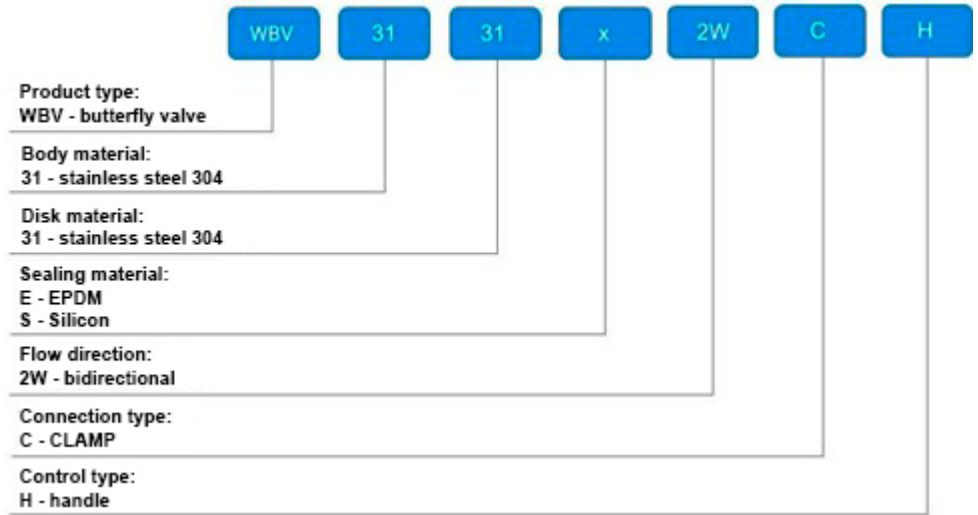 WBV 31 31 x 2W C H
Product type:
WBV - butterfly valve
Body material:
31 - stainless steel 304
Disk material:
31 - stainless steel 304
Sealing material:
E - EPDM
S - Silicon
Flow direction:
2W - bidirectional
Connection type:
C - CLAMP
Control type:
H - handle